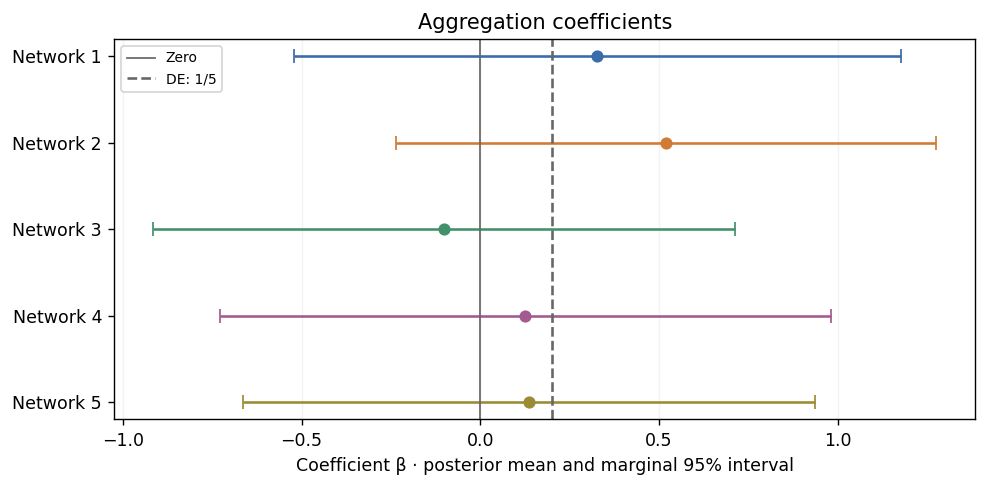 Aggregation coefficients
Zero
DE: 1/5
Network 1
Network 2
Network 3
Network 4
Network 5
−1.0 −0.5 0.0 0.5 1.0
Coefficient β · posterior mean and marginal 95% interval